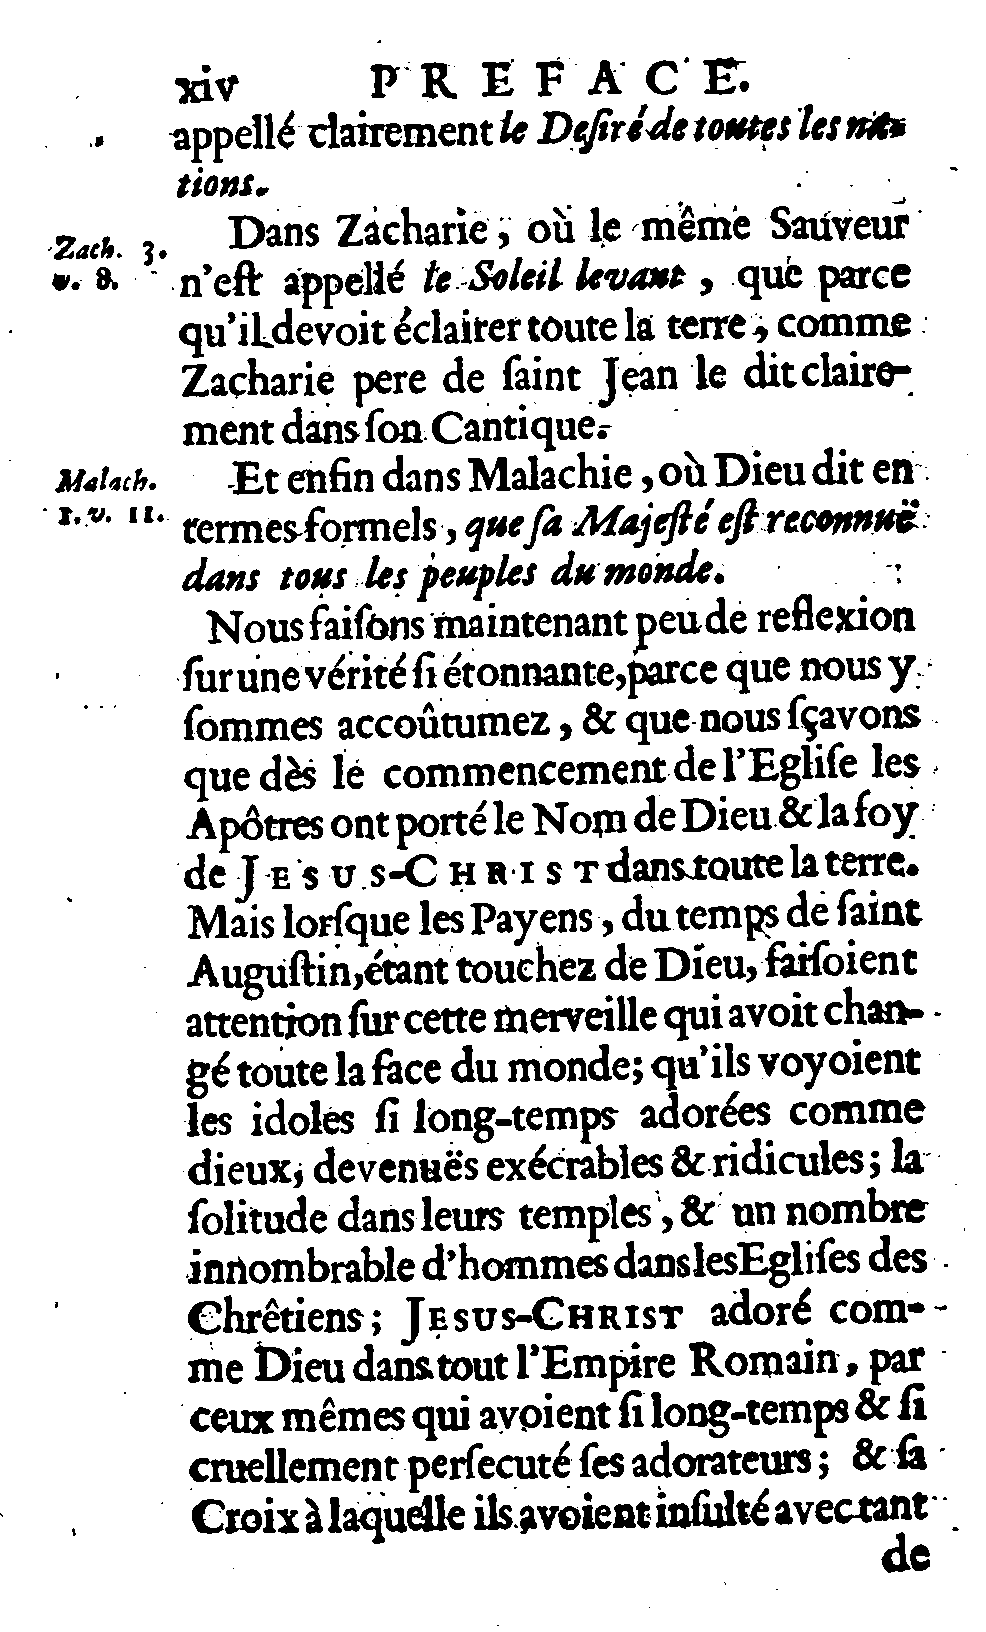 xiv PREFACE.
appellé clairement le Deſiré de toutes les na-
tions.
Zach. 3.
v. 8.
Dans Zacharie, où le même Sauveur
n'eſt appellé le Soleil levant, que parce
qu'il devoit éclairer toute la terre, comme
Zacharie pere de ſaint Jean le dit claire-
ment dans ſon Cantique.
Malach.
1. v. 11.
Et enfin dans Malachie, où Dieu dit en
termes formels, que ſa Majeſté eſt reconnuë
dans tous les peuples du monde.
Nous faiſons maintenant peu de reflexion
ſur une vérité ſi étonnante, parce que nous y
ſommes accoûtumez, & que nous ſçavons
que dès le commencement de l'Egliſe les
Apôtres ont porté le Nom de Dieu & la foy
de JESUS-CHRIST dans toute la terre.
Mais lorſque les Payens, du temps de ſaint
Auguſtin, étant touchez de Dieu, faiſoient
attention ſur cette merveille qui avoit chan-
gé toute la face du monde; qu'ils voyoient
les idoles ſi long-temps adorées comme
dieux, devenuës exécrables & ridicules; la
ſolitude dans leurs temples, & un nombre
innombrable d'hommes dans les Egliſes des
Chrêtiens; JESUS-CHRIST adoré com-
me Dieu dans tout l'Empire Romain, par
ceux mêmes qui avoient ſi long-temps & ſi
cruellement perſecuté ſes adorateurs; & ſa
Croix à laquelle ils avoient inſulté avec tant
de